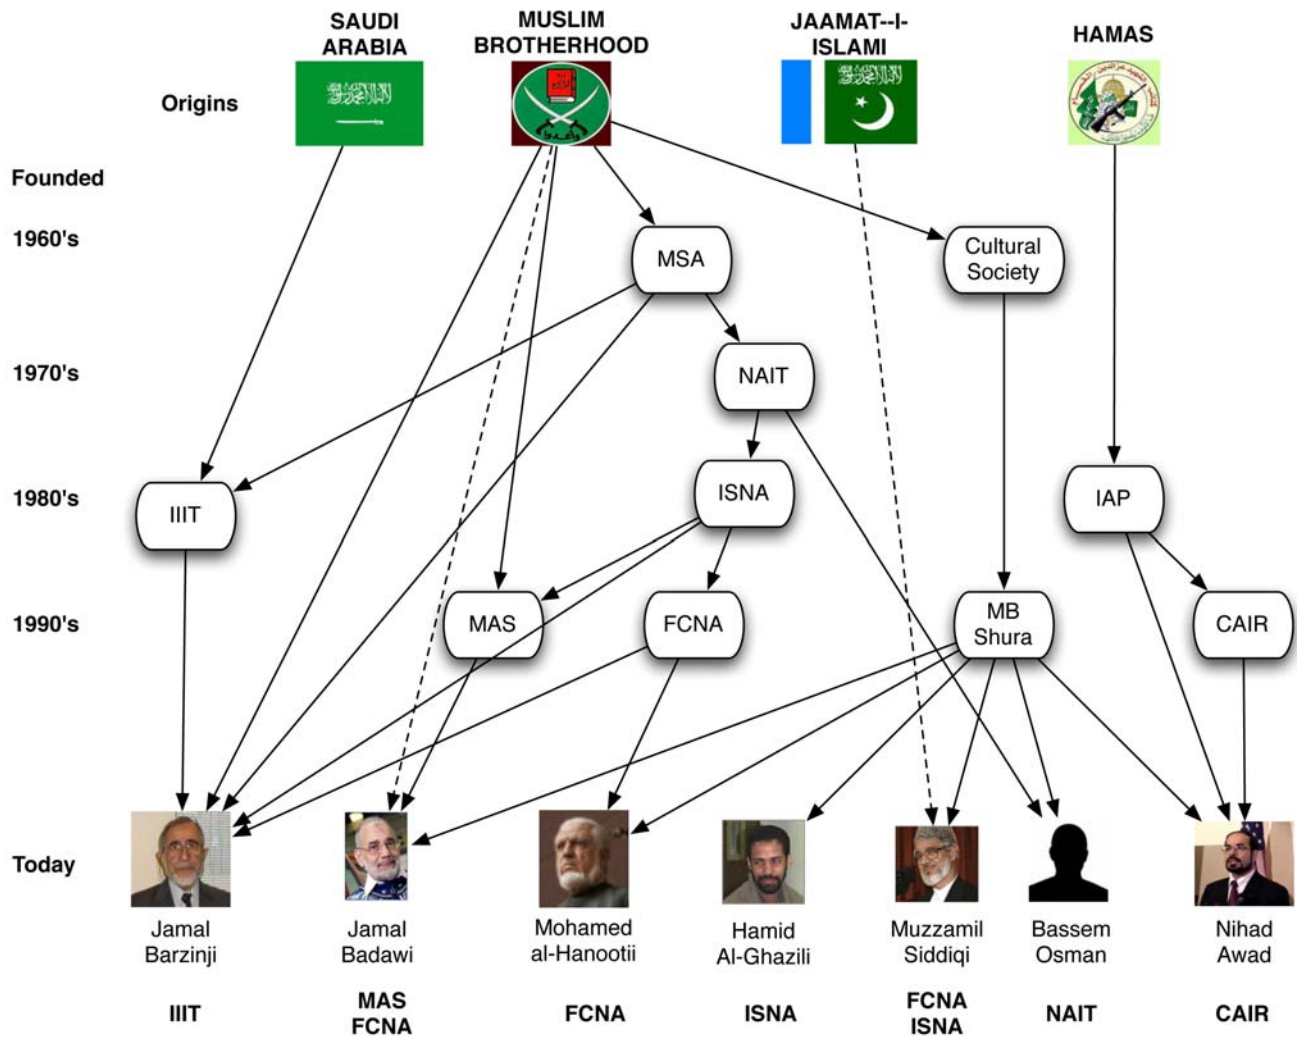 SAUDI
ARABIA
MUSLIM
BROTHERHOOD
JAAMAT--I-
ISLAMI
HAMAS
Origins
Founded
1960's
MSA
Cultural
Society
1970's
NAIT
1980's
IIIT
ISNA
IAP
1990's
MAS
FCNA
MB
Shura
CAIR
Today
Jamal
Barzinji
Jamal
Badawi
Mohamed
al-Hanootii
Hamid
Al-Ghazili
Muzzamil
Siddiqi
Bassem
Osman
Nihad
Awad
IIIT
MAS
FCNA
FCNA
ISNA
FCNA
ISNA
NAIT
CAIR